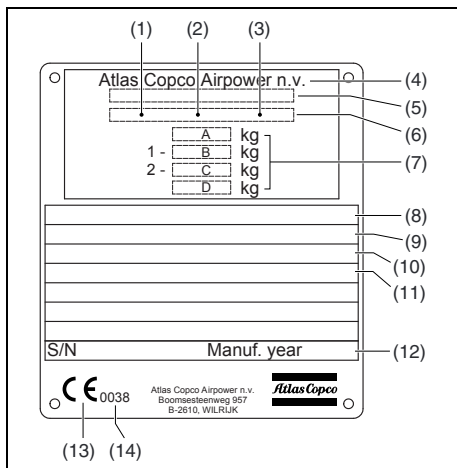 (1) (2) (3)
Atlas Copco Airpower n.v. (4)
(5)
(6)
A kg
1 - B kg (7)
2 - C kg
D kg
(8)
(9)
(10)
(11)
S/N Manuf. year (12)
CE 0038
Atlas Copco Airpower n.v.
Boomsesteenweg 957
B-2610, WILRIJK
Atlas Copco
(13) (14)